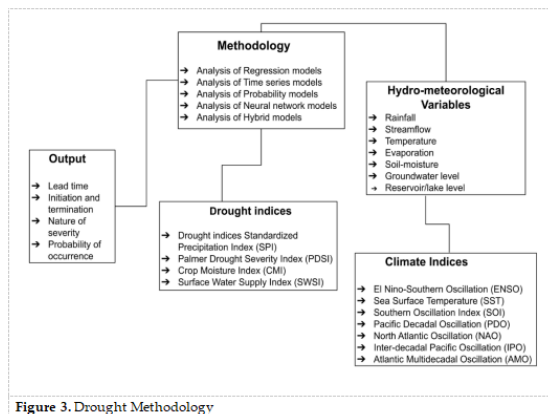 Methodology
→ Analysis of Regression models
→ Analysis of Time series models
→ Analysis of Probability models
→ Analysis of Neural network models
→ Analysis of Hybrid models
Hydro-meteorological
Variables
→ Rainfall
→ Streamflow
→ Temperature
→ Evaporation
→ Soil-moisture
→ Groundwater level
→ Reservoir/lake level
Output
→ Lead time
→ Initiation and
termination
→ Nature of
severity
→ Probability of
occurrence
Drought indices
→ Drought indices Standardized
Precipitation Index (SPI)
→ Palmer Drought Severity Index (PDSI)
→ Crop Moisture Index (CMI)
→ Surface Water Supply Index (SWSI)
Climate Indices
→ El Nino-Southern Oscillation (ENSO)
→ Sea Surface Temperature (SST)
→ Southern Oscillation Index (SOI)
→ Pacific Decadal Oscillation (PDO)
→ North Atlantic Oscillation (NAO)
→ Inter-decadal Pacific Oscillation (IPO)
→ Atlantic Multidecadal Oscillation (AMO)
Figure 3. Drought Methodology